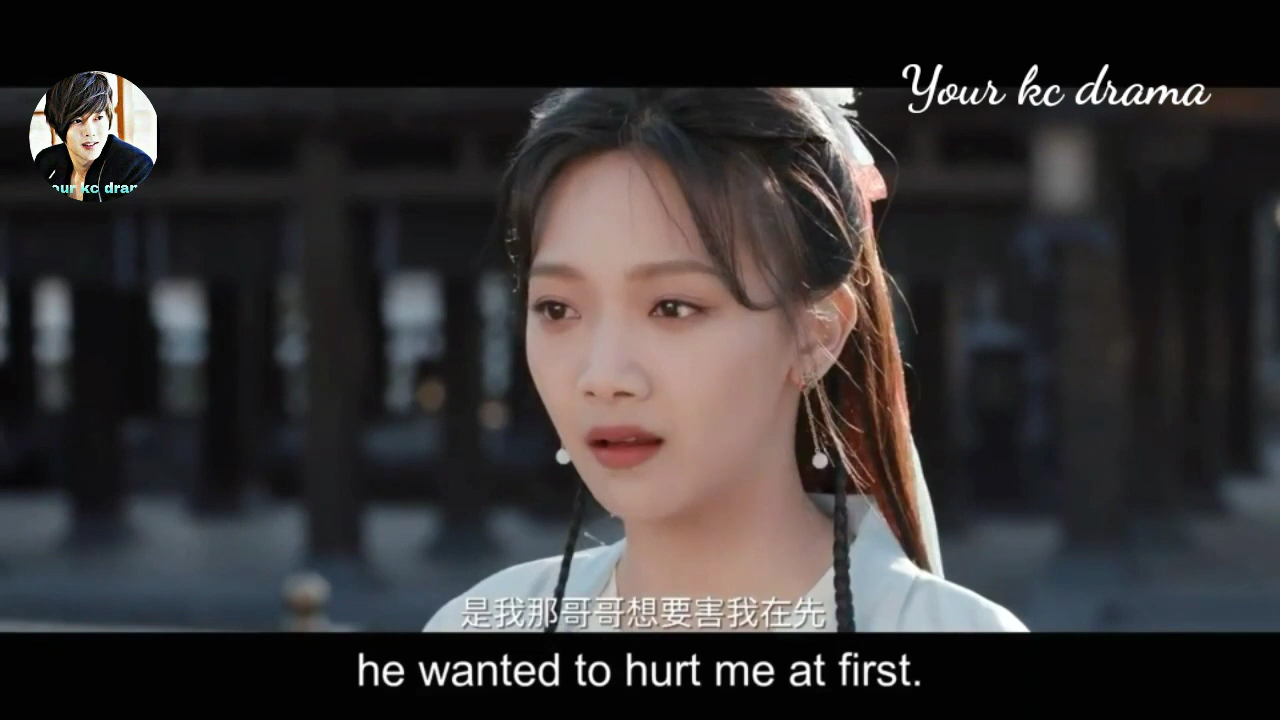 Your kc drama
our kc dran
是我那哥哥想要害我在先
he wanted to hurt me at first.